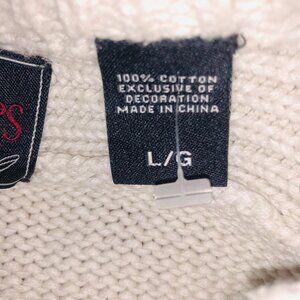 100% COTTON
EXCLUSIVE OF
DECORATION
MADE IN CHINA
L/G